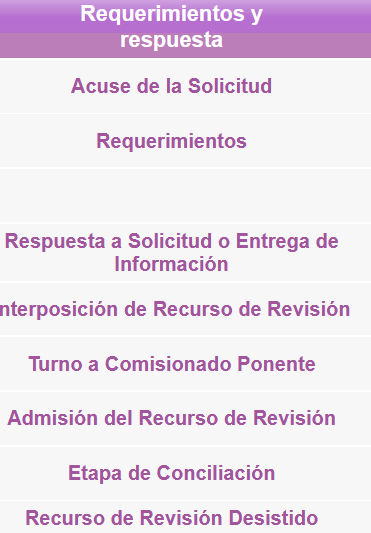 Requerimientos y
respuesta
Acuse de la Solicitud
Requerimientos
Respuesta a Solicitud o Entrega de
Información
nterposición de Recurso de Revisión
Turno a Comisionado Ponente
Admisión del Recurso de Revisión
Etapa de Conciliación
Recurso de Revisión Desistido